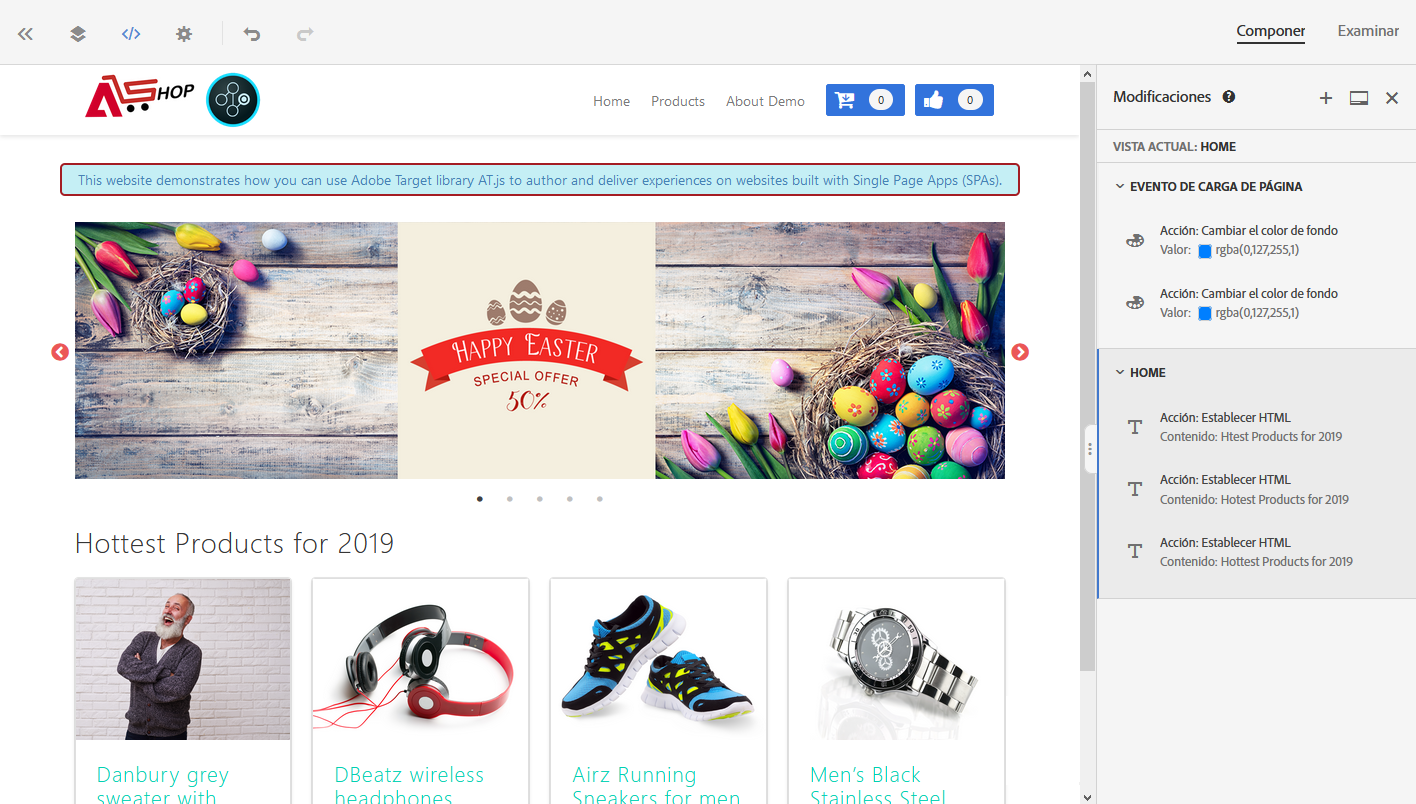 Componer
Examinar
A SHOP
Home
Products
About Demo
0
0
This website demonstrates how you can use Adobe Target library AT.js to author and deliver experiences on websites built with Single Page Apps (SPAs).
HAPPY EASTER
SPECIAL OFFER
50%
Hottest Products for 2019
Danbury grey
sweater with
DBeatz wireless
headphones
Airz Running
Sneakers for men
Men's Black
Stainless Steel
Modificaciones
VISTA ACTUAL: HOME
EVENTO DE CARGA DE PÁGINA
Acción: Cambiar el color de fondo
Valor: rgba(0,127,255,1)
Acción: Cambiar el color de fondo
Valor: rgba(0,127,255,1)
HOME
Acción: Establecer HTML
Contenido: Htest Products for 2019
Acción: Establecer HTML
Contenido: Hotest Products for 2019
Acción: Establecer HTML
Contenido: Hottest Products for 2019